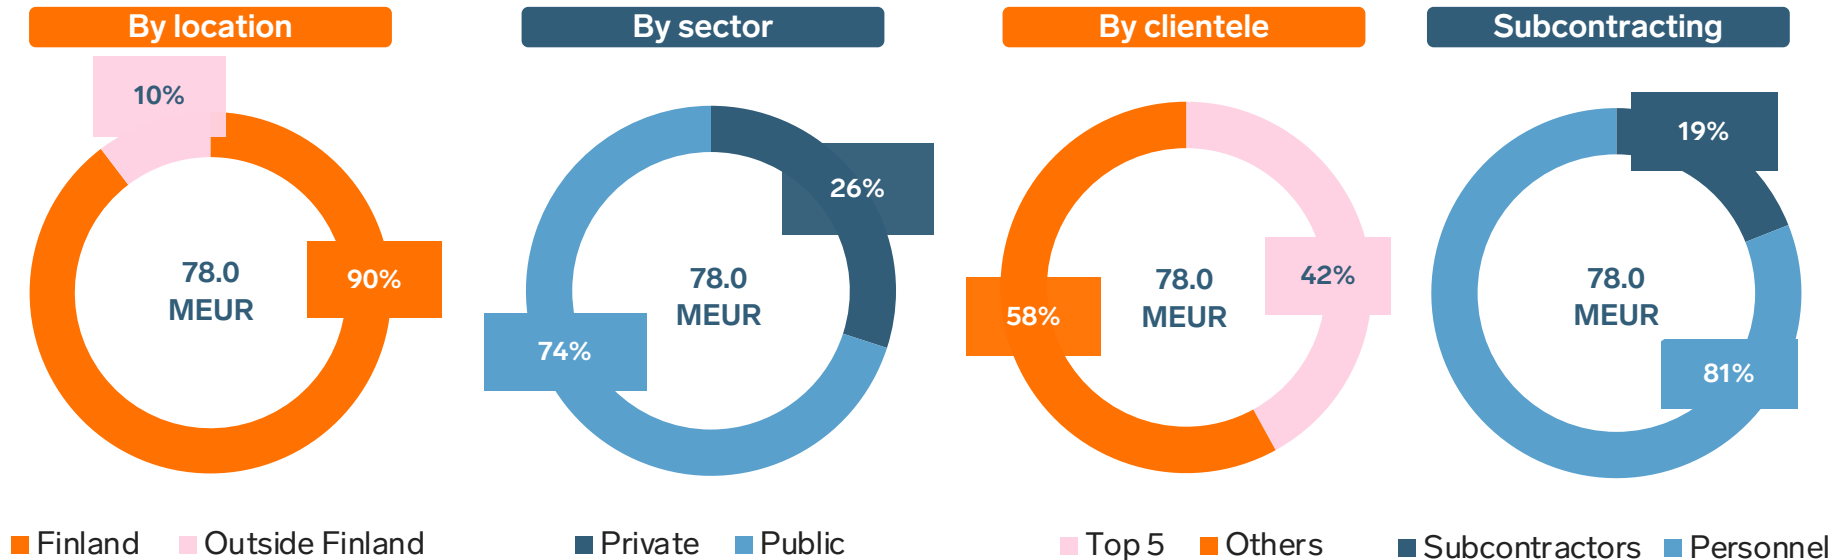 By location
10%
90%
78.0
MEUR
Finland
Outside Finland
By sector
26%
74%
78.0
MEUR
Private
Public
By clientele
42%
58%
78.0
MEUR
Top 5
Others
Subcontracting
19%
81%
78.0
MEUR
Subcontractors
Personnel